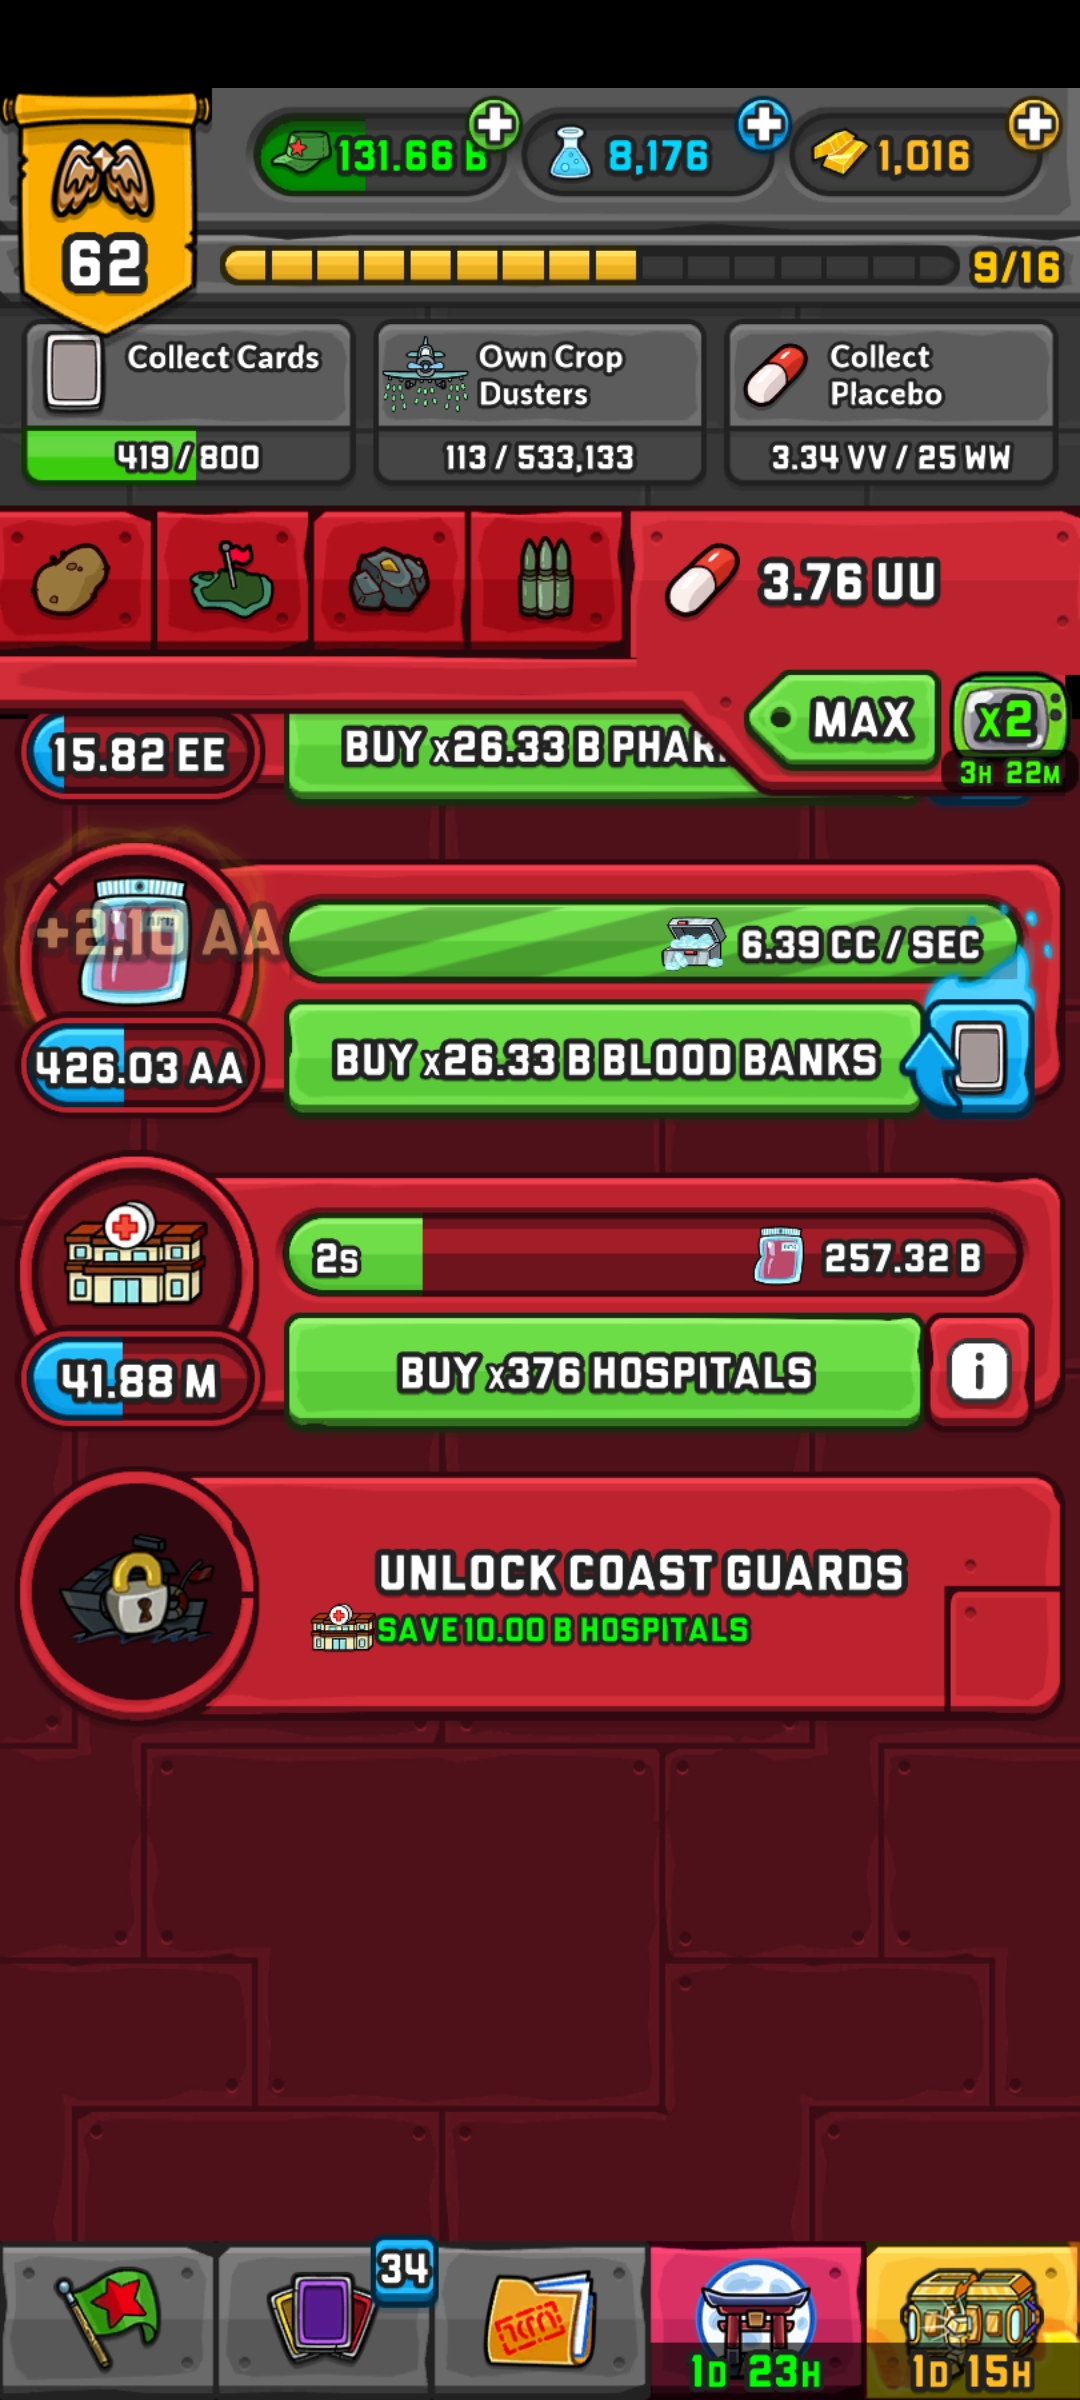 131.66 B
8,176
1,016
62
9/16
Collect Cards
419 / 800
Own Crop
Dusters
113 / 533,133
Collect
Placebo
3.34 VV / 25 WW
3.76 UU
MAX
x2
3H 22M
15.82 EE
BUY x26.33 B PHAR
+2.10 AA
6.39 CC / SEC
426.03 AA
BUY x26.33 B BLOOD BANKS
2s
257.32 B
41.88 M
BUY x376 HOSPITALS
i
UNLOCK COAST GUARDS
SAVE 10.00 B HOSPITALS
34
1D 23H
1D 15H